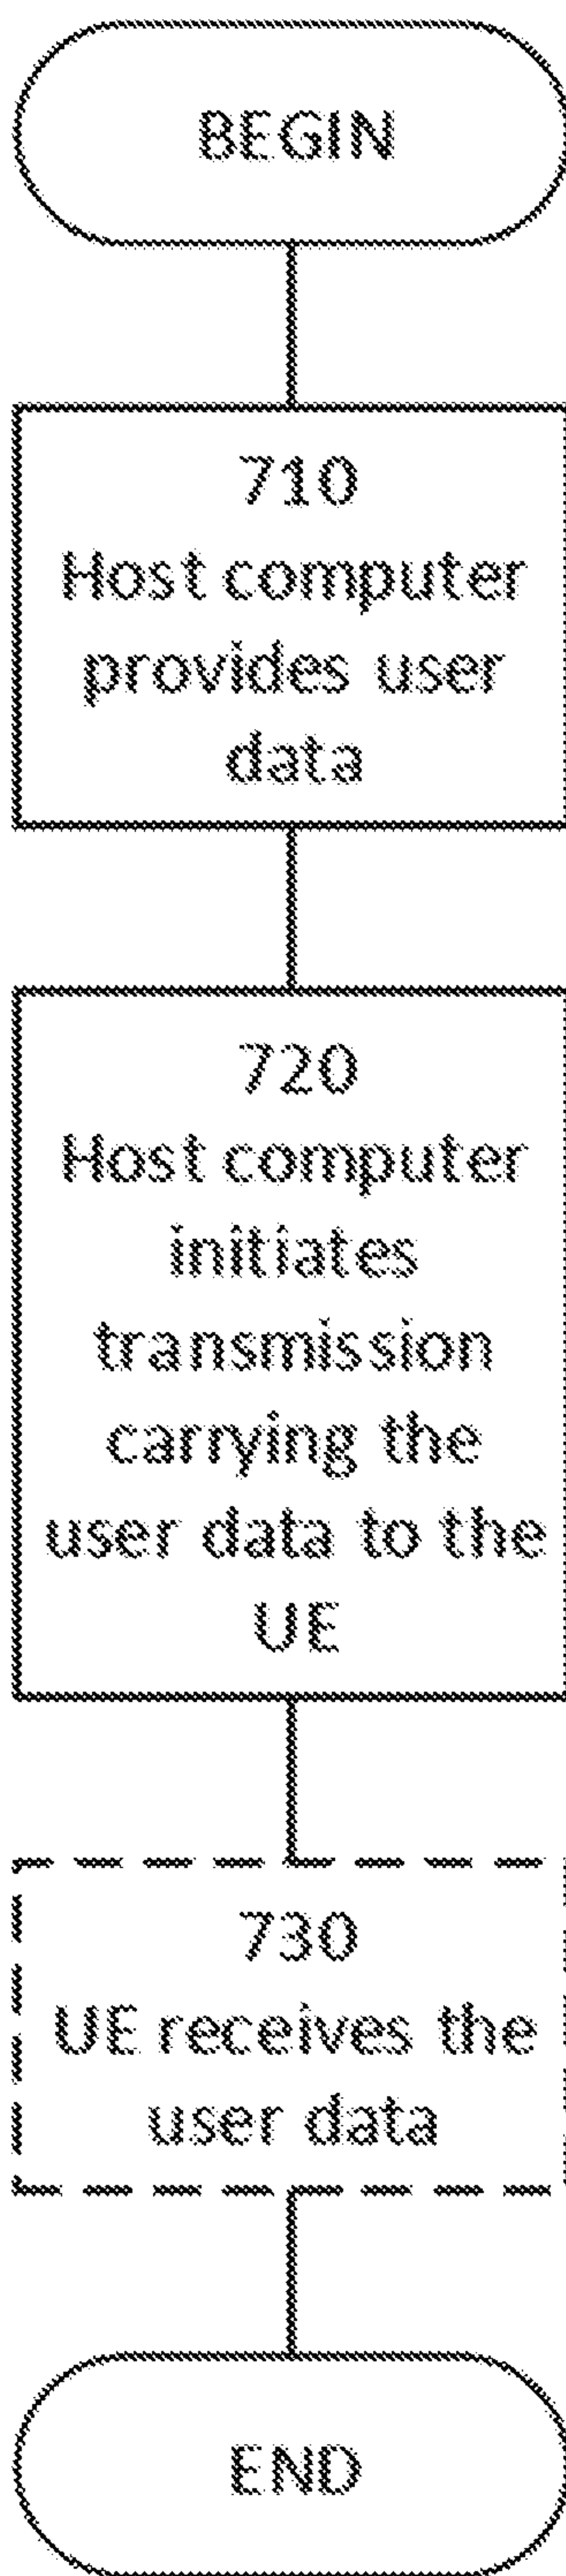 BEGIN
710
Host computer
provides user
data
720
Host computer
initiates
transmission
carrying the
user data to the
UE
730
UE receives the
user data
END